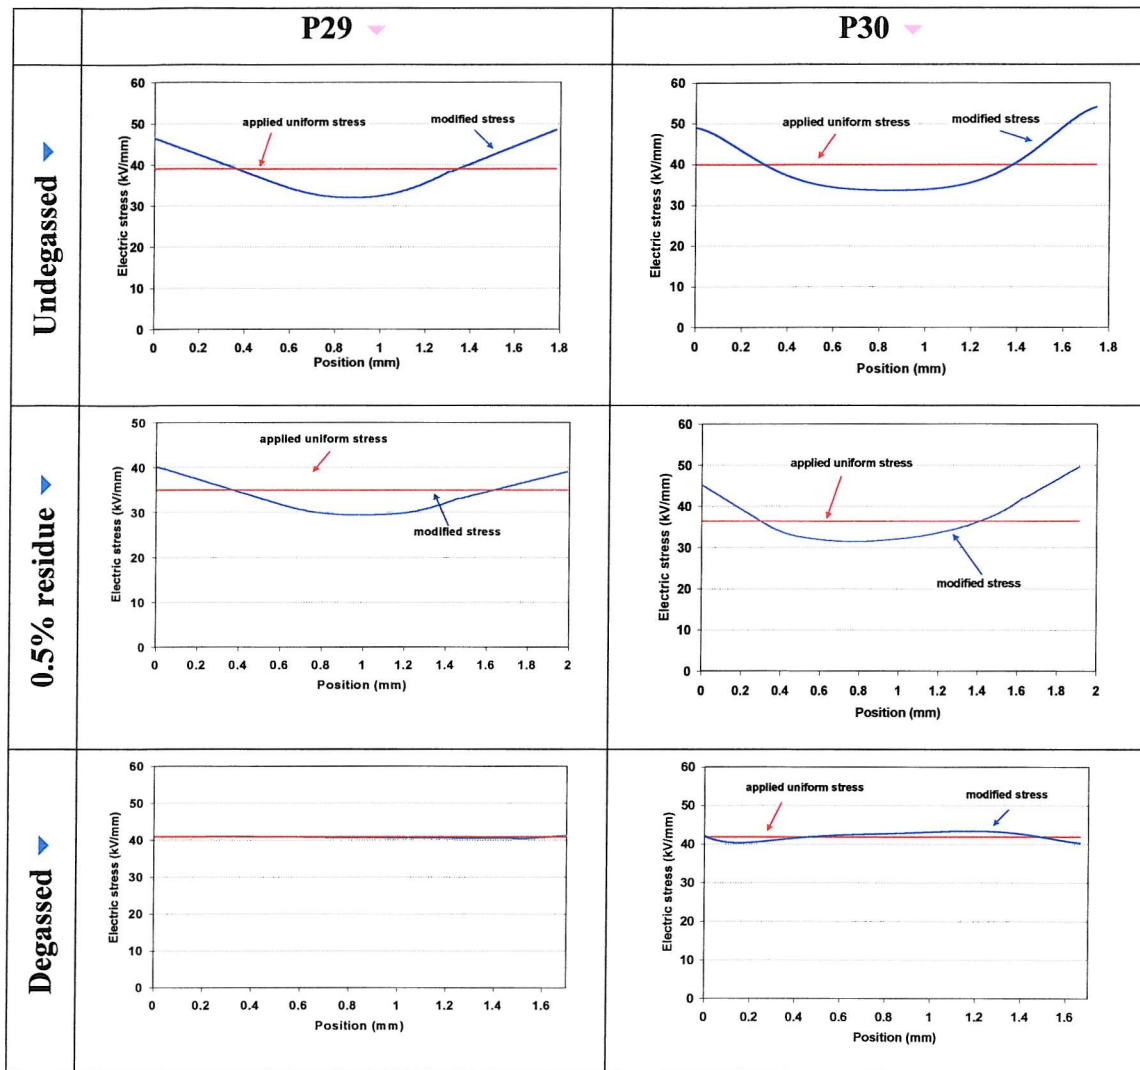 P29
P30
Undegassed
60
50
40
30
20
10
0
Electric stress (kV/mm)
applied uniform stress
modified stress
0 0.2 0.4 0.6 0.8 1 1.2 1.4 1.6 1.8
Position (mm)
60
50
40
30
20
10
0
Electric stress (kV/mm)
applied uniform stress
modified stress
0 0.2 0.4 0.6 0.8 1 1.2 1.4 1.6 1.8
Position (mm)
0.5% residue
50
40
30
20
10
0
Electric stress (kV/mm)
applied uniform stress
modified stress
0 0.2 0.4 0.6 0.8 1 1.2 1.4 1.6 1.8 2
Position (mm)
60
50
40
30
20
10
0
Electric stress (kV/mm)
applied uniform stress
modified stress
0 0.2 0.4 0.6 0.8 1 1.2 1.4 1.6 1.8 2
Position (mm)
Degassed
60
50
40
30
20
10
0
Electric stress (kV/mm)
0 0.2 0.4 0.6 0.8 1 1.2 1.4 1.6
Position (mm)
60
50
40
30
20
10
0
Electric stress (kV/mm)
applied uniform stress
modified stress
0 0.2 0.4 0.6 0.8 1 1.2 1.4 1.6
Position (mm)